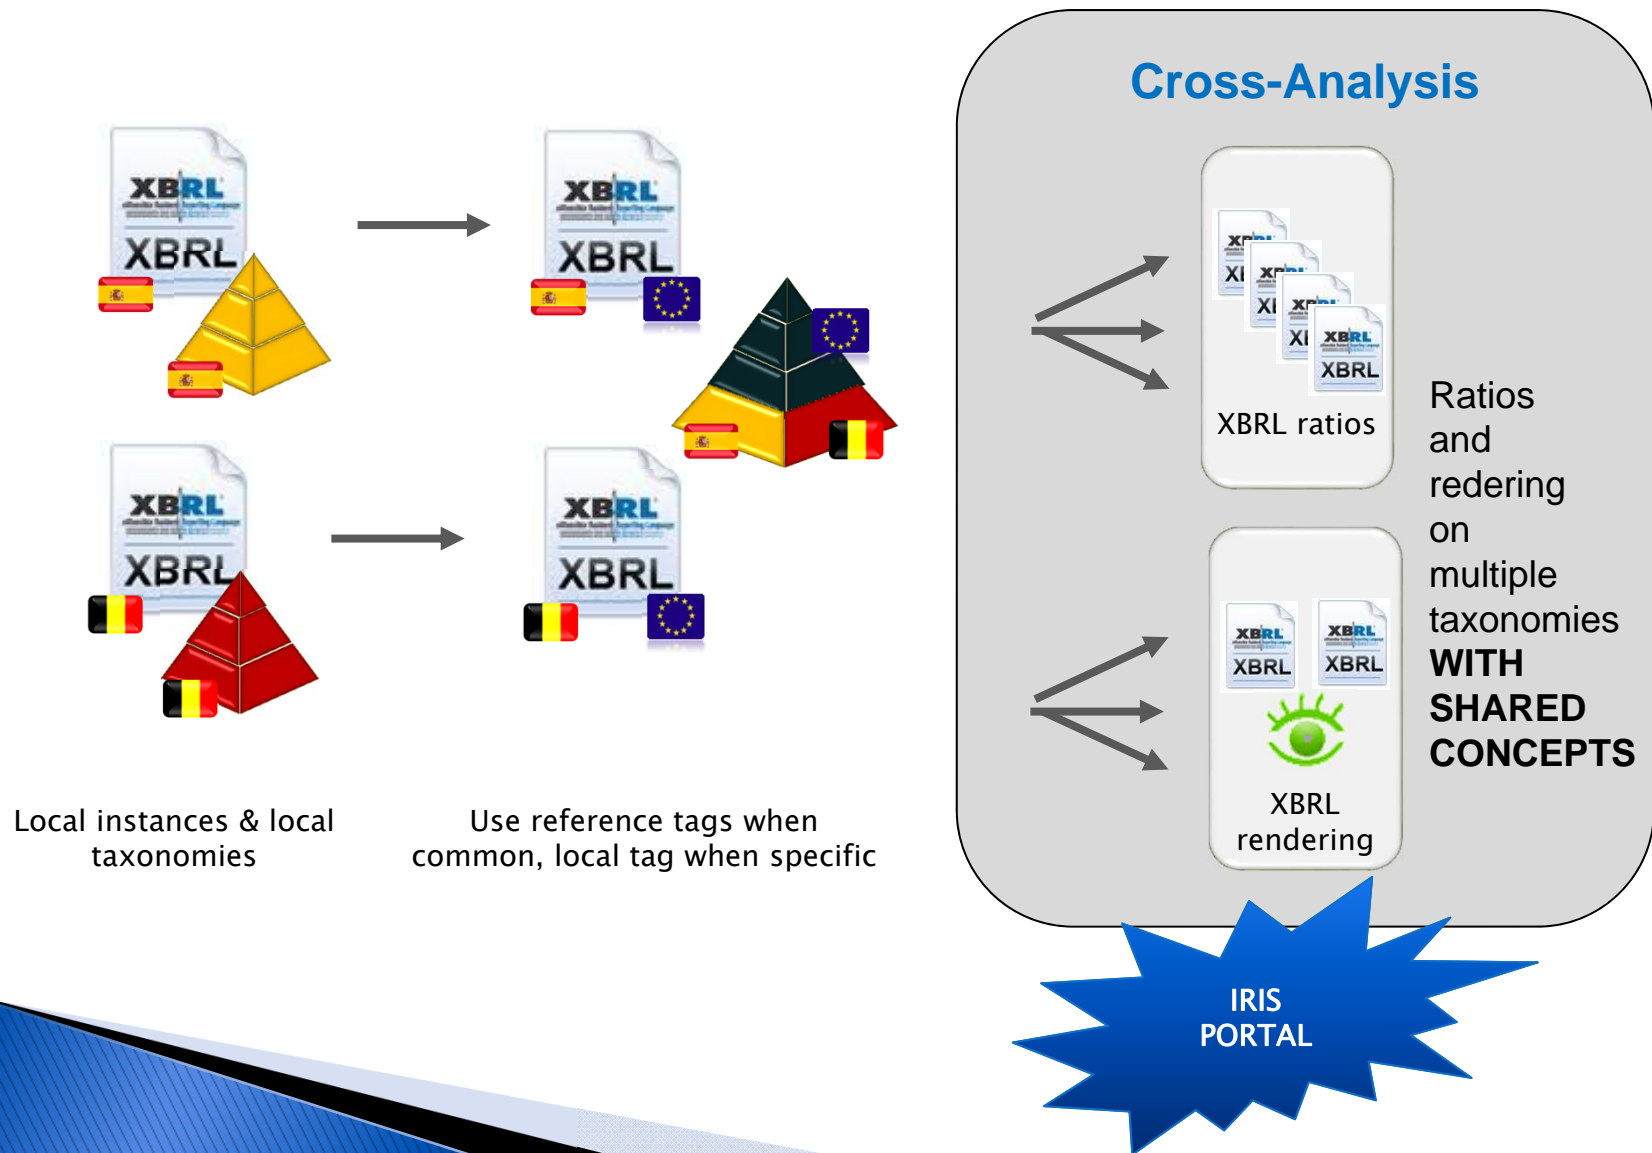 Cross-Analysis
XBRL
XBRL
XBRL
XBRL
XBRL
XBRL
XBRL
XBRL
XBRL
XBRL
XBRL ratios
Ratios
and
redering
on
multiple
taxonomies
WITH
SHARED
CONCEPTS
XBRL
XBRL
XBRL
XBRL
XBRL
rendering
Local instances & local
taxonomies
Use reference tags when
common, local tag when specific
IRIS
PORTAL